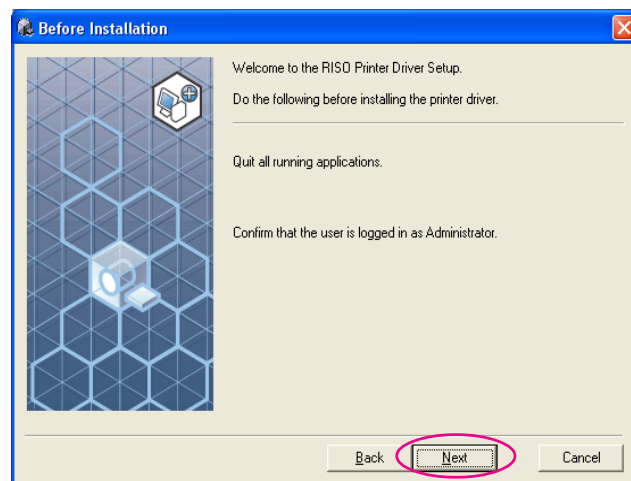 Before Installation
Welcome to the RISO Printer Driver Setup.
Do the following before installing the printer driver.
Quit all running applications.
Confirm that the user is logged in as Administrator.
Back
Next
Cancel